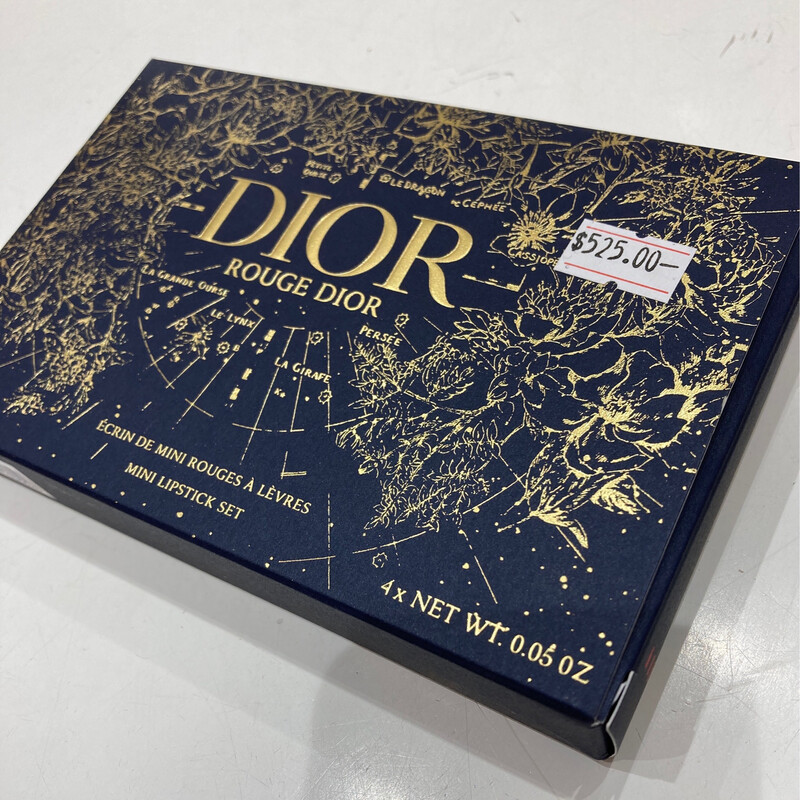 PETITE OURSE
LE DRAGON
CÉPHÉE
DIOR
ROUGE DIOR
$525.00—
LA GRANDE OURSE
LE LYNX
LA GIRAFE
PERSÉE
ÉCRIN DE MINI ROUGES À LÈVRES
MINI LIPSTICK SET
4 x NET WT. 0.05 OZ